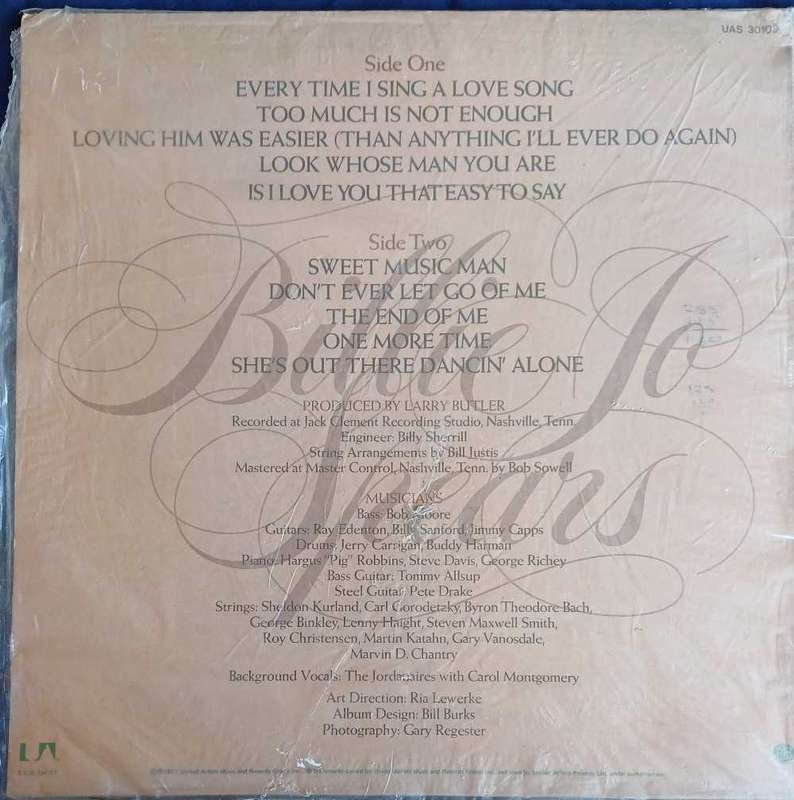 UAS 30102
Side One
EVERY TIME I SING A LOVE SONG
TOO MUCH IS NOT ENOUGH
LOVING HIM WAS EASIER (THAN ANYTHING I'LL EVER DO AGAIN)
LOOK WHOSE MAN YOU ARE
IS I LOVE YOU THAT EASY TO SAY
Side Two
SWEET MUSIC MAN
DON'T EVER LET GO OF ME
THE END OF ME
ONE MORE TIME
SHE'S OUT THERE DANCIN' ALONE
Billie Jo
Spears
PRODUCED BY LARRY BUTLER
Recorded at Jack Clement Recording Studio, Nashville, Tenn.
Engineer: Billy Sherrill
String Arrangements by Bill Justis
Mastered at Master Control, Nashville, Tenn. by Bob Sowell
MUSICIANS
Bass: Bob Moore
Guitars: Ray Edenton, Billy Sanford, Jimmy Capps
Drums, Jerry Carrigan, Buddy Harman
Piano, Hargus "Pig" Robbins, Steve Davis, George Richey
Bass Guitar: Tommy Allsup
Steel Guitar, Pete Drake
Strings: Sheldon Kurland, Carl Gorodetzky, Byron Theodore Bach,
George Binkley, Lenny Haight, Steven Maxwell Smith,
Roy Christensen, Martin Katahn, Gary Vanosdale,
Marvin D. Chantry
Background Vocals: The Jordanaires with Carol Montgomery
Art Direction: Ria Lewerke
Album Design: Bill Burks
Photography: Gary Regester
UA